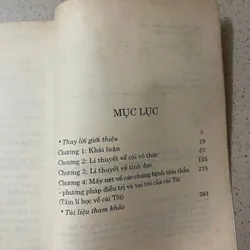 MỤC LỤC
• Thay lời giới thiệu 5
Chương 1: Khái luận 19
Chương 2: Lí thuyết về cái vô thức 57
Chương 3: Lí thuyết về tính dục 155
Chương 4: Mấy nét về các chứng bệnh tâm thần 215
- phương pháp điều trị và vai trò của cái Tôi
(Tâm lí học về cái Tôi)
• Tài liệu tham khảo 361